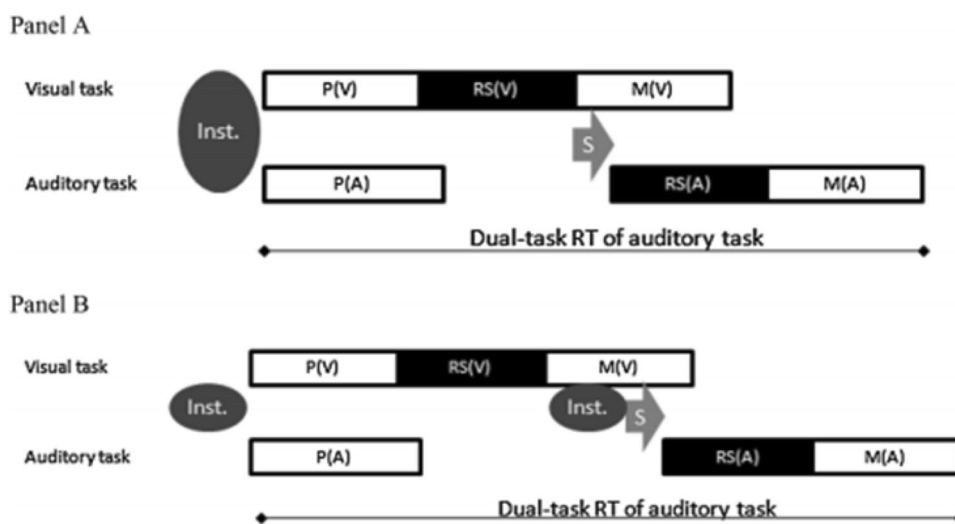 Panel A
Visual task P(V) RS(V) M(V)
Inst. S
Auditory task P(A) RS(A) M(A)
Dual-task RT of auditory task
Panel B
Visual task P(V) RS(V) M(V)
Inst. Inst. S
Auditory task P(A) RS(A) M(A)
Dual-task RT of auditory task